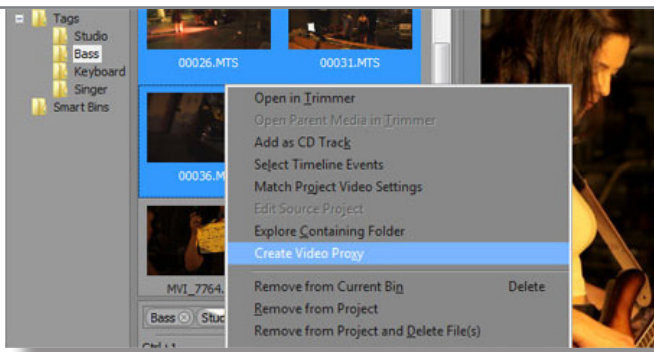 Tags
Studio
Bass
Keyboard
Singer
Smart Bins
00026.MTS
00031.MTS
00036.M
MVI_7764.
Bass
Stud
Open in Trimmer
Open Parent Media in Trimmer
Add as CD Track
Select Timeline Events
Match Project Video Settings
Edit Source Project
Explore Containing Folder
Create Video Proxy
Remove from Current Bin Delete
Remove from Project
Remove from Project and Delete File(s)